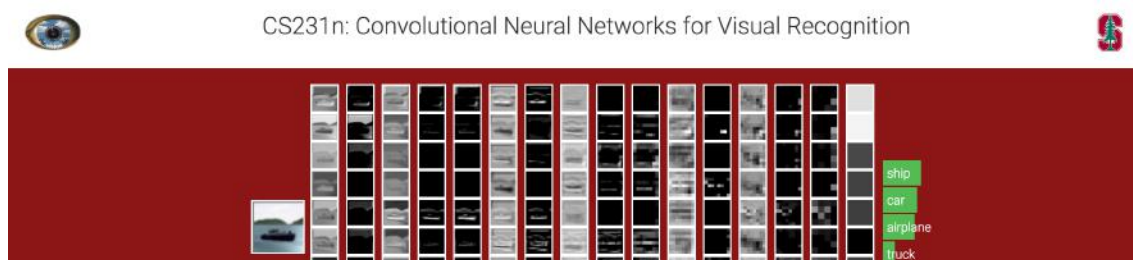 CS231n: Convolutional Neural Networks for Visual Recognition
ship
car
airplane
truck